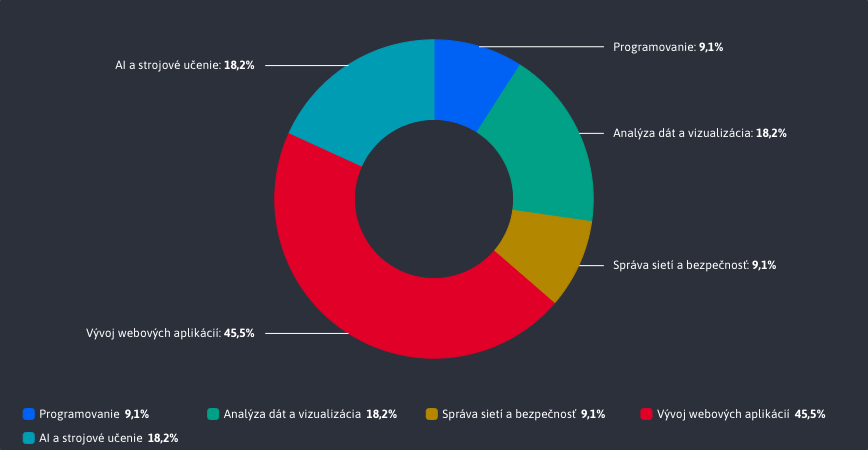 Programovanie: 9,1%
AI a strojové učenie: 18,2%
Analýza dát a vizualizácia: 18,2%
Správa sietí a bezpečnosť: 9,1%
Vývoj webových aplikácií: 45,5%
Programovanie 9,1%
Analýza dát a vizualizácia 18,2%
Správa sietí a bezpečnosť 9,1%
Vývoj webových aplikácií 45,5%
AI a strojové učenie 18,2%